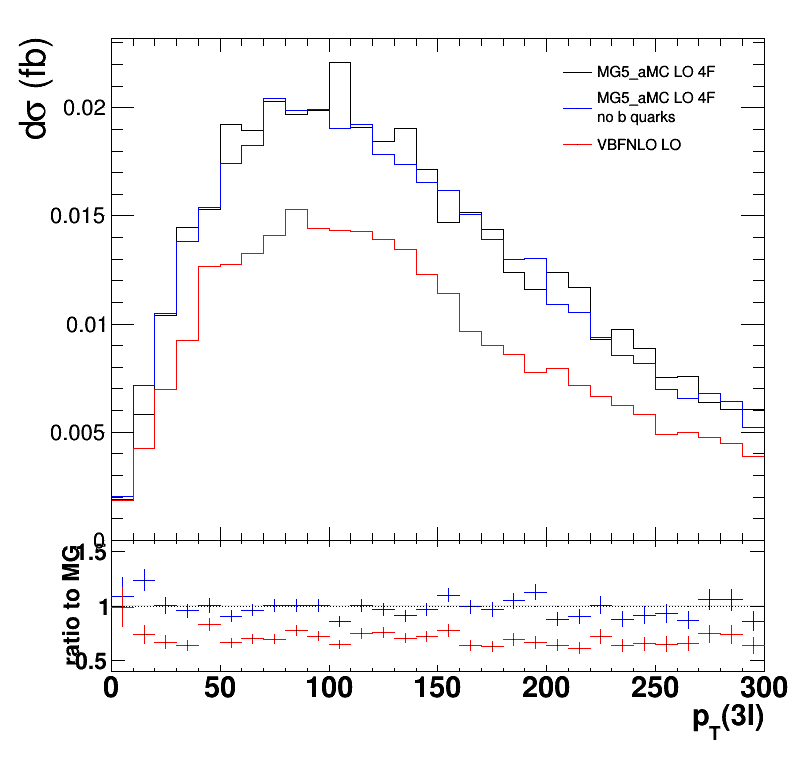 dσ (fb)
MG5_aMC LO 4F
MG5_aMC LO 4F
no b quarks
VBFNLO LO
0.02
0.015
0.01
0.005
0
ratio to MG
1.5
1
0.5
0 50 100 150 200 250 300
p_T(3l)